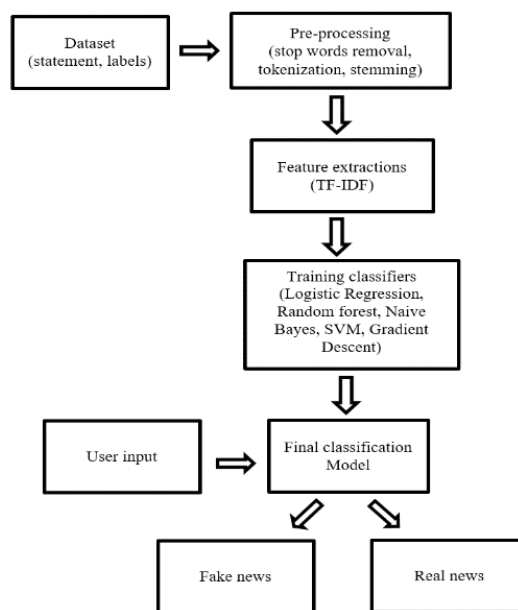 Dataset
(statement, labels)
Pre-processing
(stop words removal,
tokenization, stemming)
Feature extractions
(TF-IDF)
Training classifiers
(Logistic Regression,
Random forest, Naive
Bayes, SVM, Gradient
Descent)
User input
Final classification
Model
Fake news
Real news